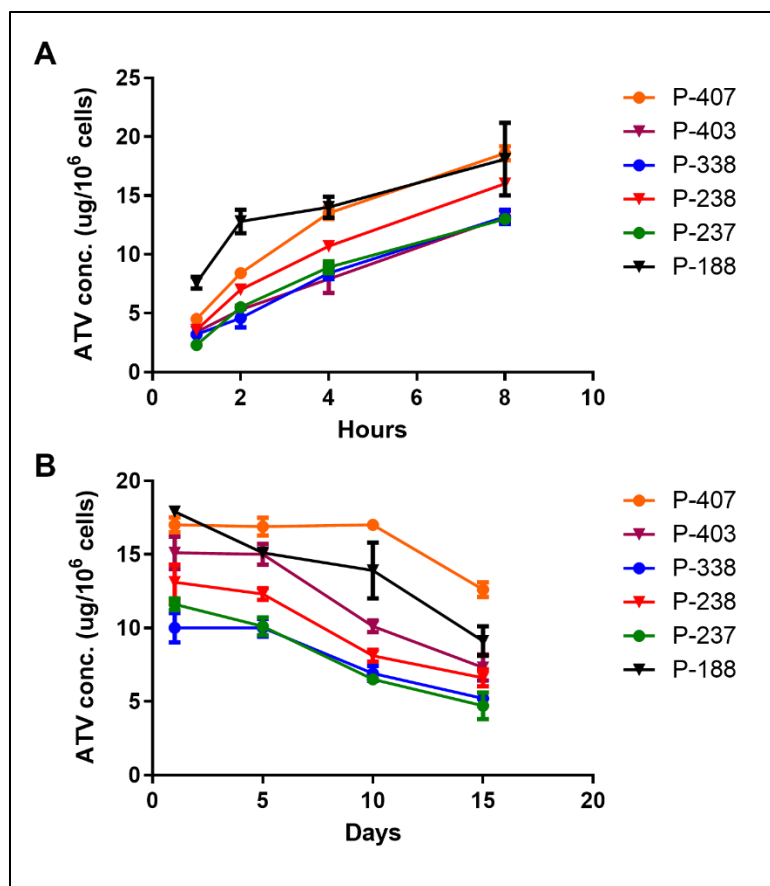 A
ATV conc. (ug/10⁶ cells)
25
20
15
10
5
0
0 2 4 6 8 10
Hours
P-407
P-403
P-338
P-238
P-237
P-188
B
ATV conc. (ug/10⁶ cells)
20
15
10
5
0
0 5 10 15 20
Days
P-407
P-403
P-338
P-238
P-237
P-188